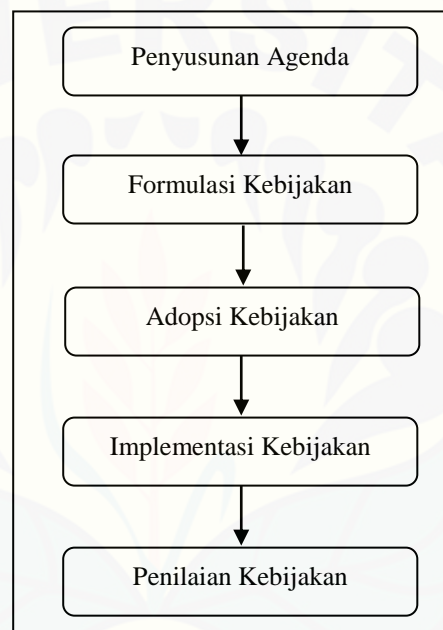 Penyusunan Agenda
Formulasi Kebijakan
Adopsi Kebijakan
Implementasi Kebijakan
Penilaian Kebijakan